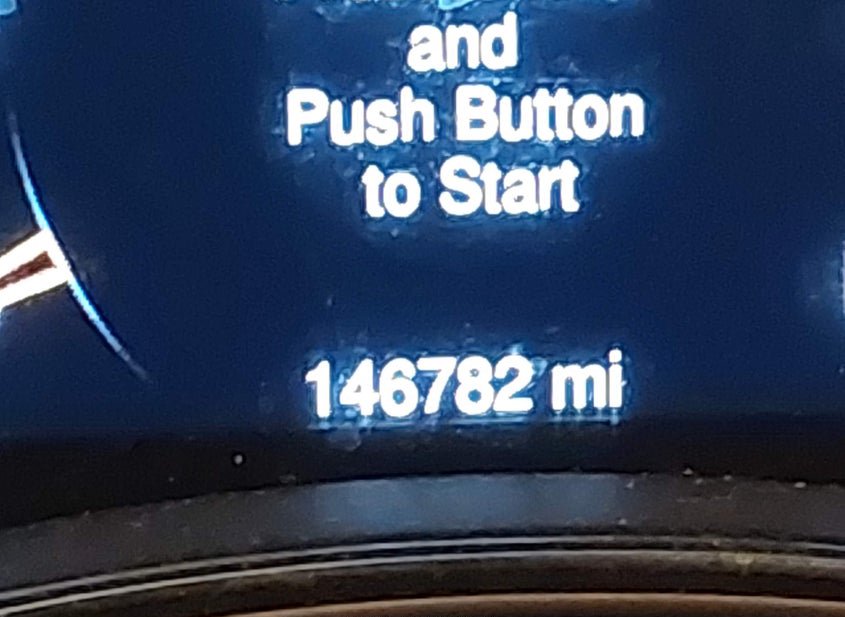 and
Push Button
to Start
146782 mi